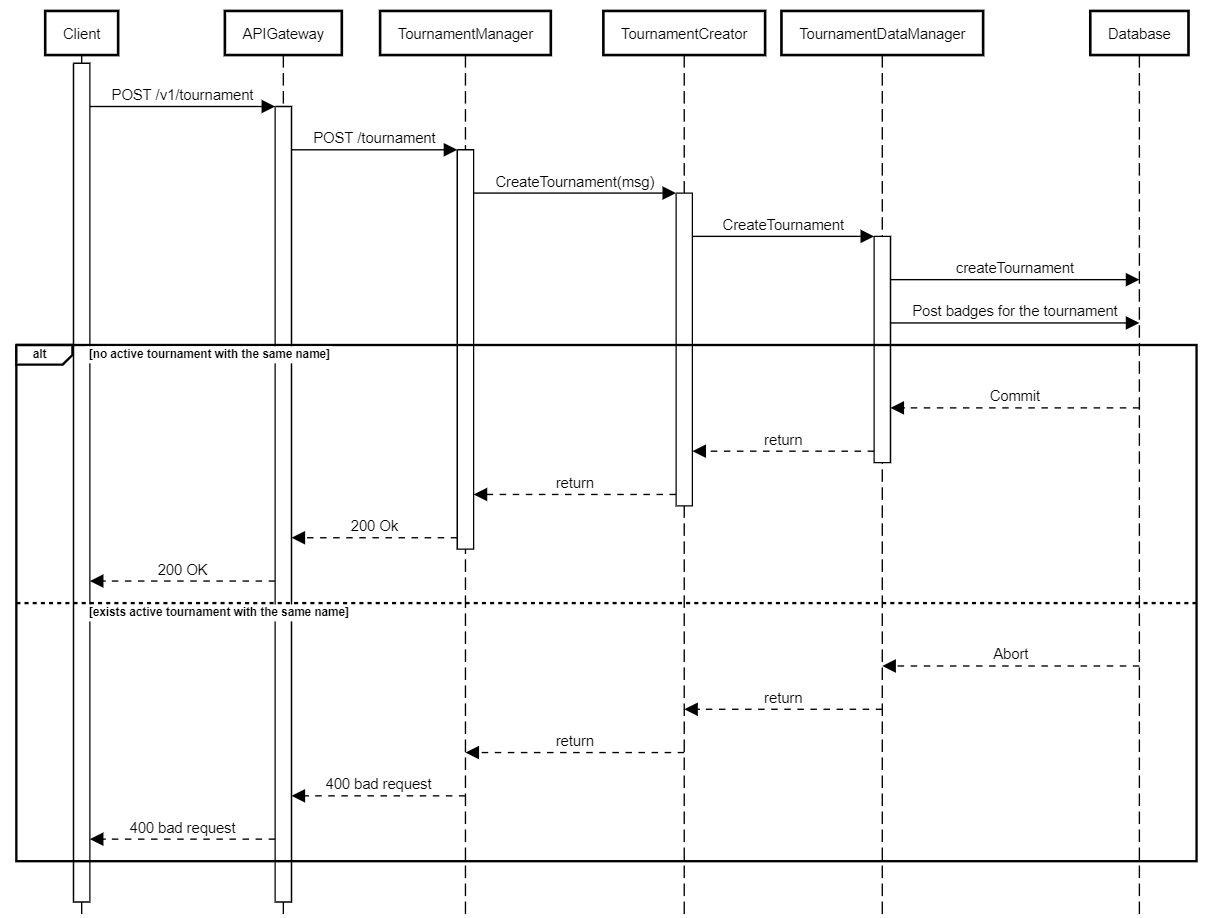 Client
APIGateway
TournamentManager
TournamentCreator
TournamentDataManager
Database
POST /v1/tournament
POST /tournament
CreateTournament(msg)
CreateTournament
createTournament
Post badges for the tournament
alt
[no active tournament with the same name]
Commit
return
return
200 Ok
200 OK
[exists active tournament with the same name]
Abort
return
return
400 bad request
400 bad request